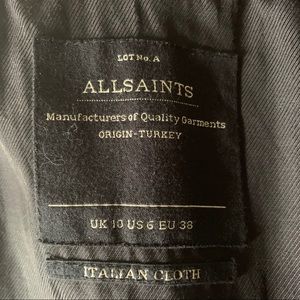 LOT No. A
ALLSAINTS
Manufacturers of Quality Garments
ORIGIN-TURKEY
UK 10 US 6 EU 38
ITALIAN CLOTH